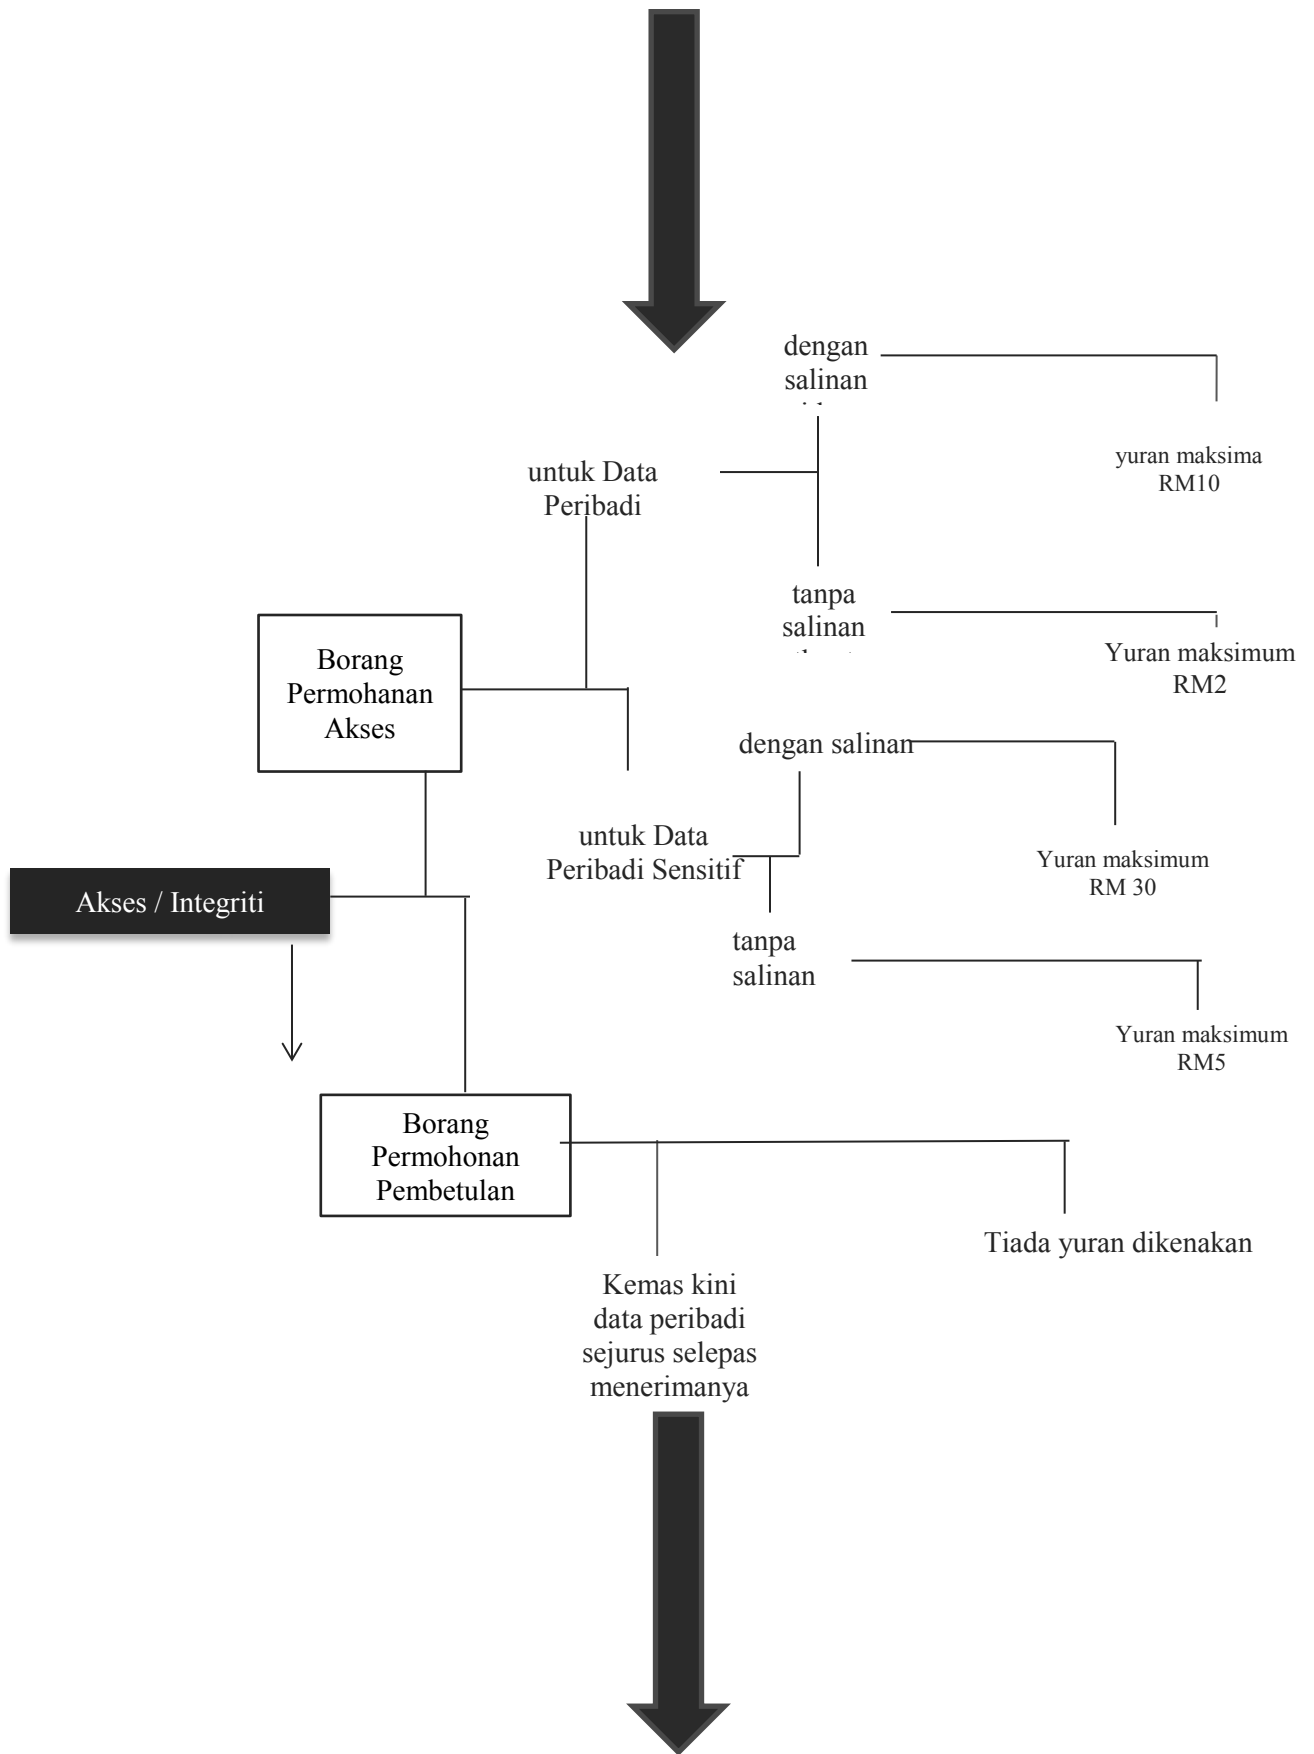 dengan
salinan
untuk Data
Peribadi
yuran maksima
RM10
tanpa
salinan
Yuran maksimum
RM2
Borang
Permohanan
Akses
dengan salinan
untuk Data
Peribadi Sensitif
Yuran maksimum
RM 30
Akses / Integriti
tanpa
salinan
Yuran maksimum
RM5
Borang
Permohonan
Pembetulan
Tiada yuran dikenakan
Kemas kini
data peribadi
sejurus selepas
menerimanya